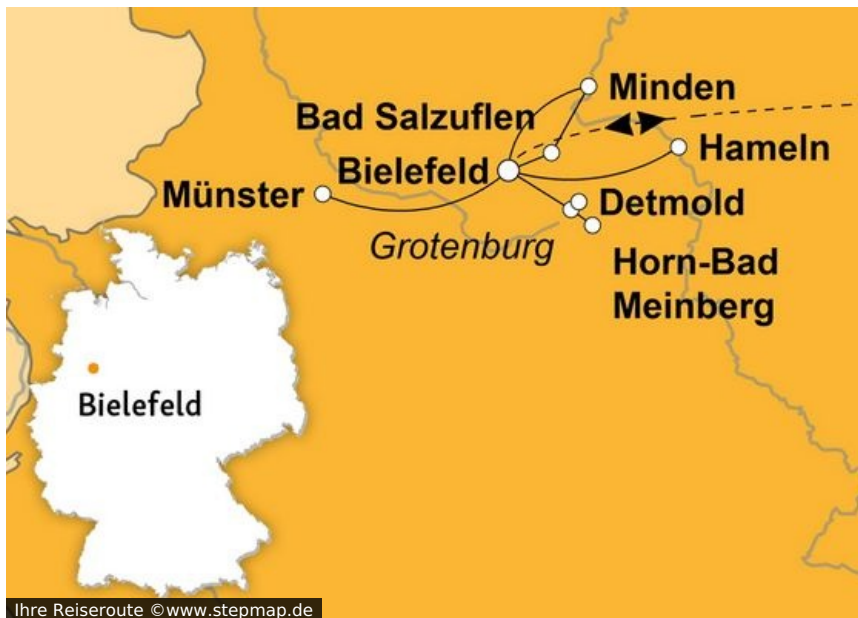 Minden
Bad Salzuflen
Hameln
Bielefeld
Münster
Detmold
Grotenburg
Horn-Bad
Meinberg
Bielefeld
Ihre Reiseroute ©www.stepmap.de